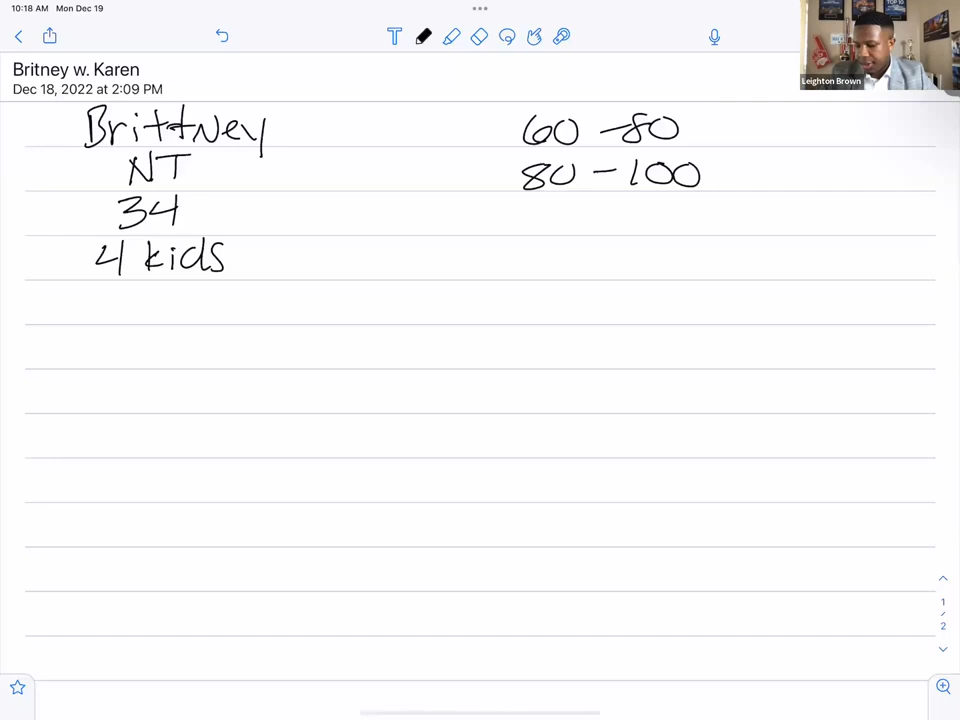 10:18 AM Mon Dec 19
Britney w. Karen
Dec 18, 2022 at 2:09 PM
Leighton Brown
Brittney
NT
34
4 kids
60 - 80
80 - 100
1
/
2